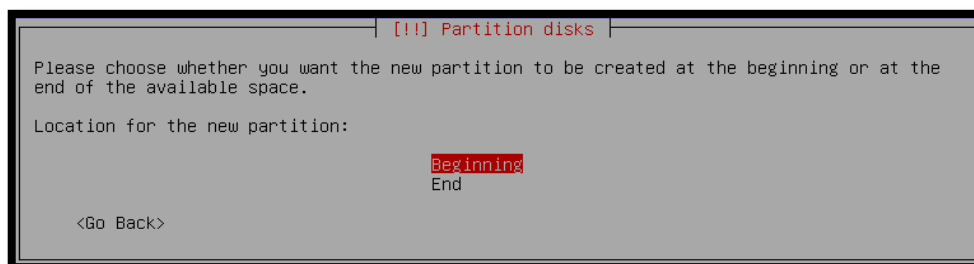 [!!] Partition disks
Please choose whether you want the new partition to be created at the beginning or at the
end of the available space.
Location for the new partition:
Beginning
End
<Go Back>